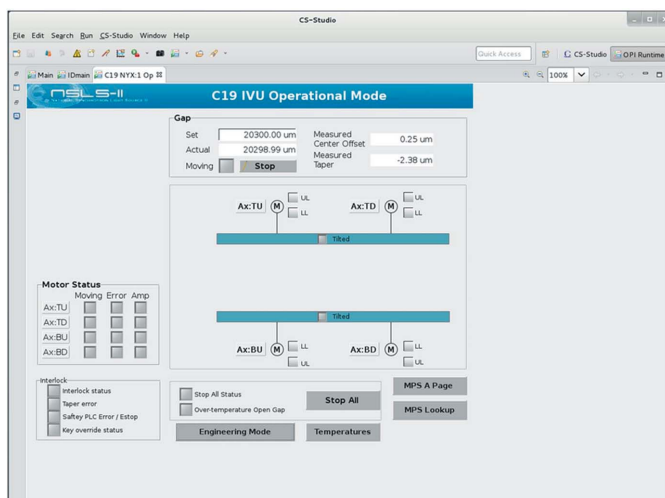 CS-Studio
File Edit Search Run CS-Studio Window Help
Quick Access CS-Studio OPI Runtime
Main IDmain C19 NYX:1 Op
100%
NSLS-II
C19 IVU Operational Mode
Gap
Set 20300.00 um
Actual 20298.99 um
Moving Stop
Measured Center Offset 0.25 um
Measured Taper -2.38 um
Ax:TU M UL LL
Ax:TD M UL LL
Tilted
Tilted
Ax:BU M LL UL
Ax:BD M LL UL
Motor Status
Moving Error Amp
Ax:TU
Ax:TD
Ax:BU
Ax:BD
Interlock
Interlock status
Taper error
Saftey PLC Error / Estop
Key override status
Stop All Status
Over-temperature Open Gap
Stop All
MPS A Page
MPS Lookup
Engineering Mode
Temperatures